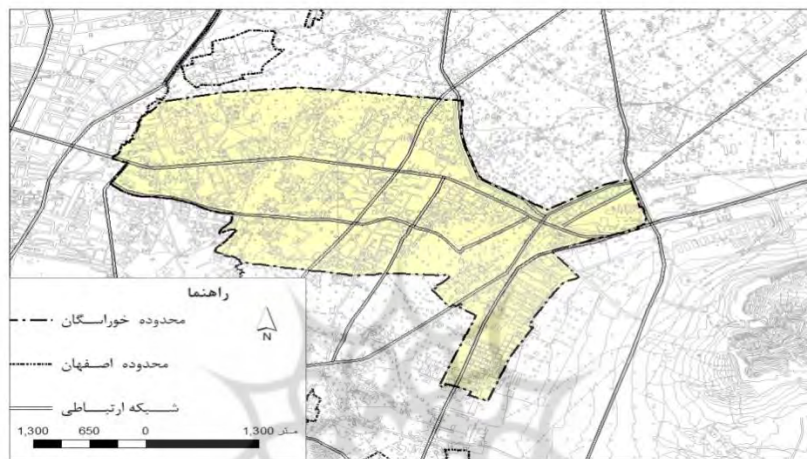 راهنما
محدوده خوراسگان
N
محدوده اصفهان
شبکه ارتباطی
1,300 650 0 1,300 متر